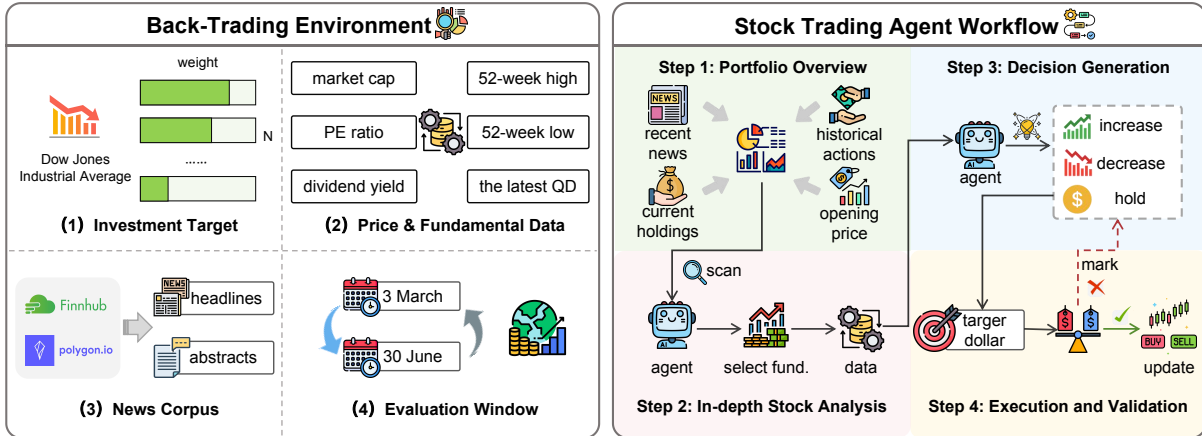 Back-Trading Environment
weight
N
......
Dow Jones
Industrial Average
(1) Investment Target
market cap
52-week high
PE ratio
52-week low
dividend yield
the latest QD
(2) Price & Fundamental Data
Finnhub
polygon.io
NEWS
headlines
abstracts
(3) News Corpus
3 March
30 June
(4) Evaluation Window
Stock Trading Agent Workflow
Step 1: Portfolio Overview
NEWS
recent
news
historical
actions
current
holdings
opening
price
scan
AI
agent
select fund.
data
Step 2: In-depth Stock Analysis
Step 3: Decision Generation
AI
agent
increase
decrease
hold
mark
targer
dollar
BUY
SELL
update
Step 4: Execution and Validation